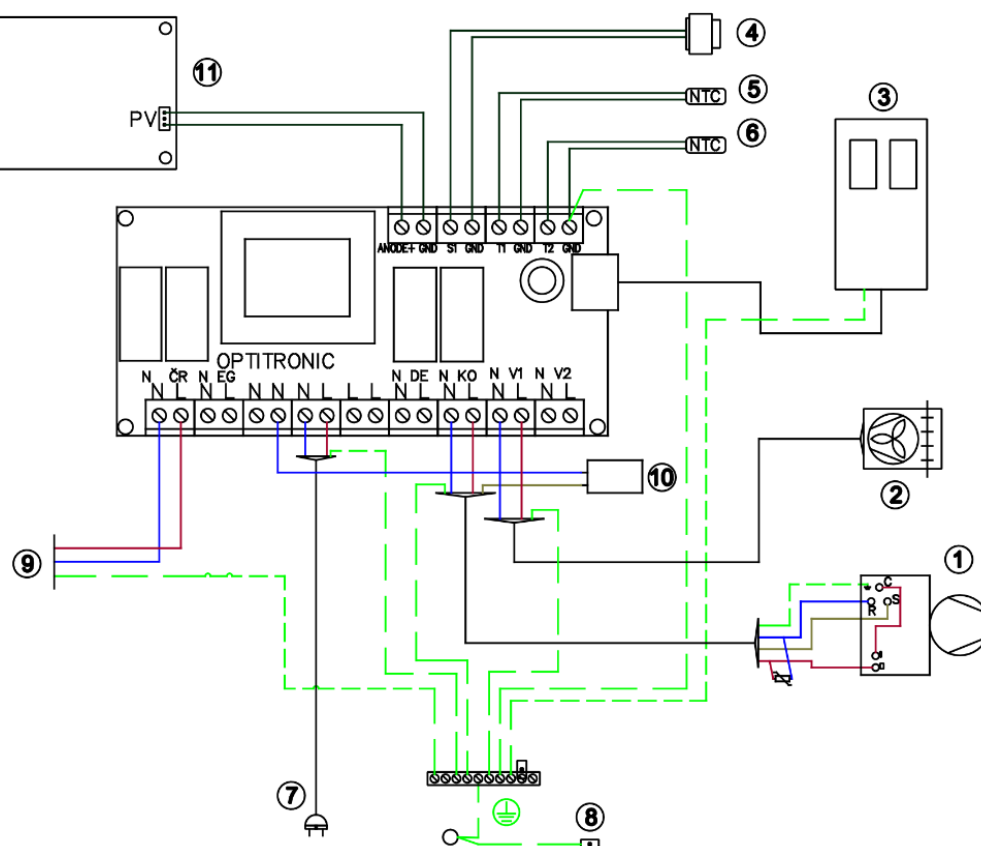 4
11
5
NTC
3
PV
6
NTC
ANODE+ GND S1 GND T1 GND T2 GND
OPTITRONIC
N ČR N EG N DE N KO N V1 N V2
N L N L N N N L L L N L N L N L N L
10
2
9
1
C
R S
7
8